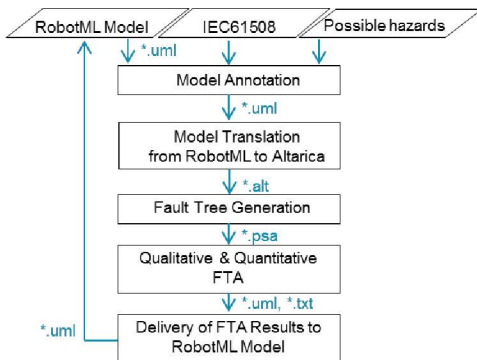 RobotML Model
IEC61508
Possible hazards
*.uml
Model Annotation
*.uml
Model Translation
from RobotML to Altarica
*.alt
Fault Tree Generation
*.psa
Qualitative & Quantitative
FTA
*.uml, *.txt
*.uml
Delivery of FTA Results to
RobotML Model